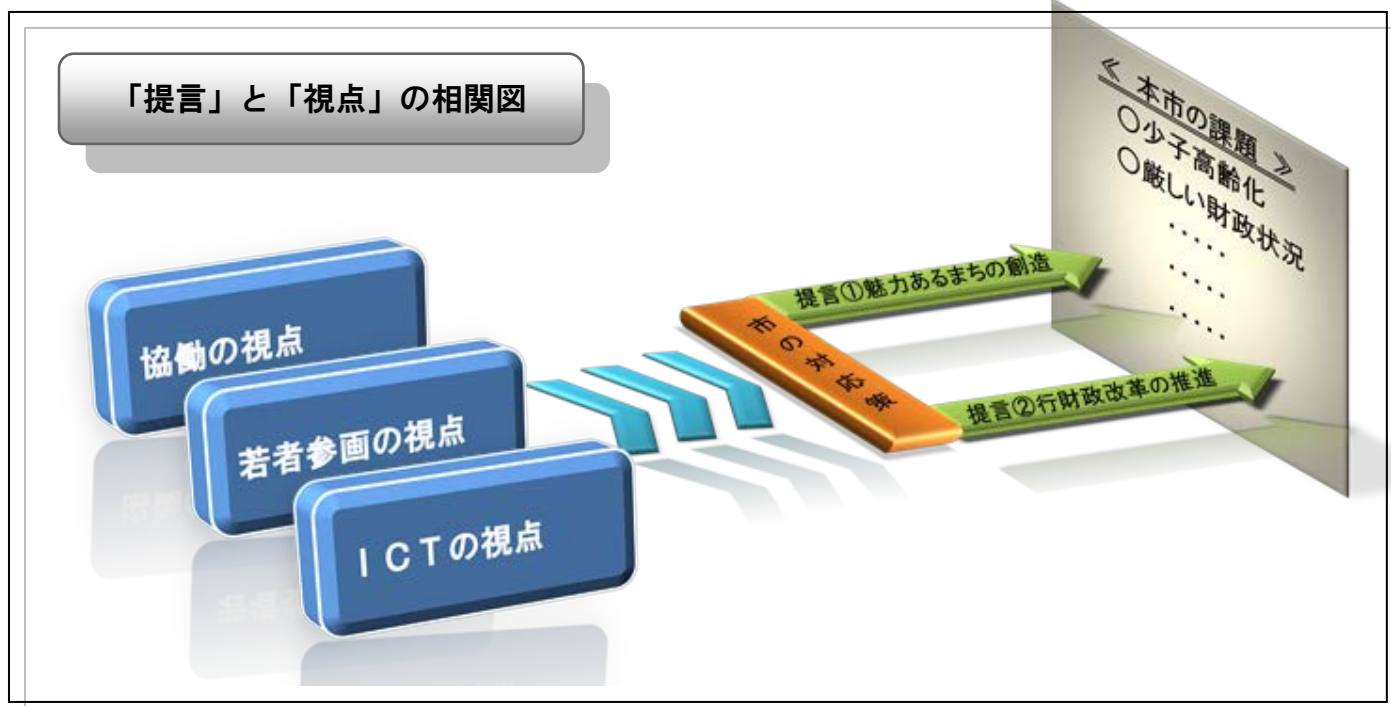 「提言」と「視点」の相関図
≪ 本市の課題 ≫
○少子高齢化
○厳しい財政状況
・・・・・
・・・・・
・・・・・
協働の視点
若者参画の視点
ＩＣＴの視点
市の対応策
提言①魅力あるまちの創造
提言②行財政改革の推進